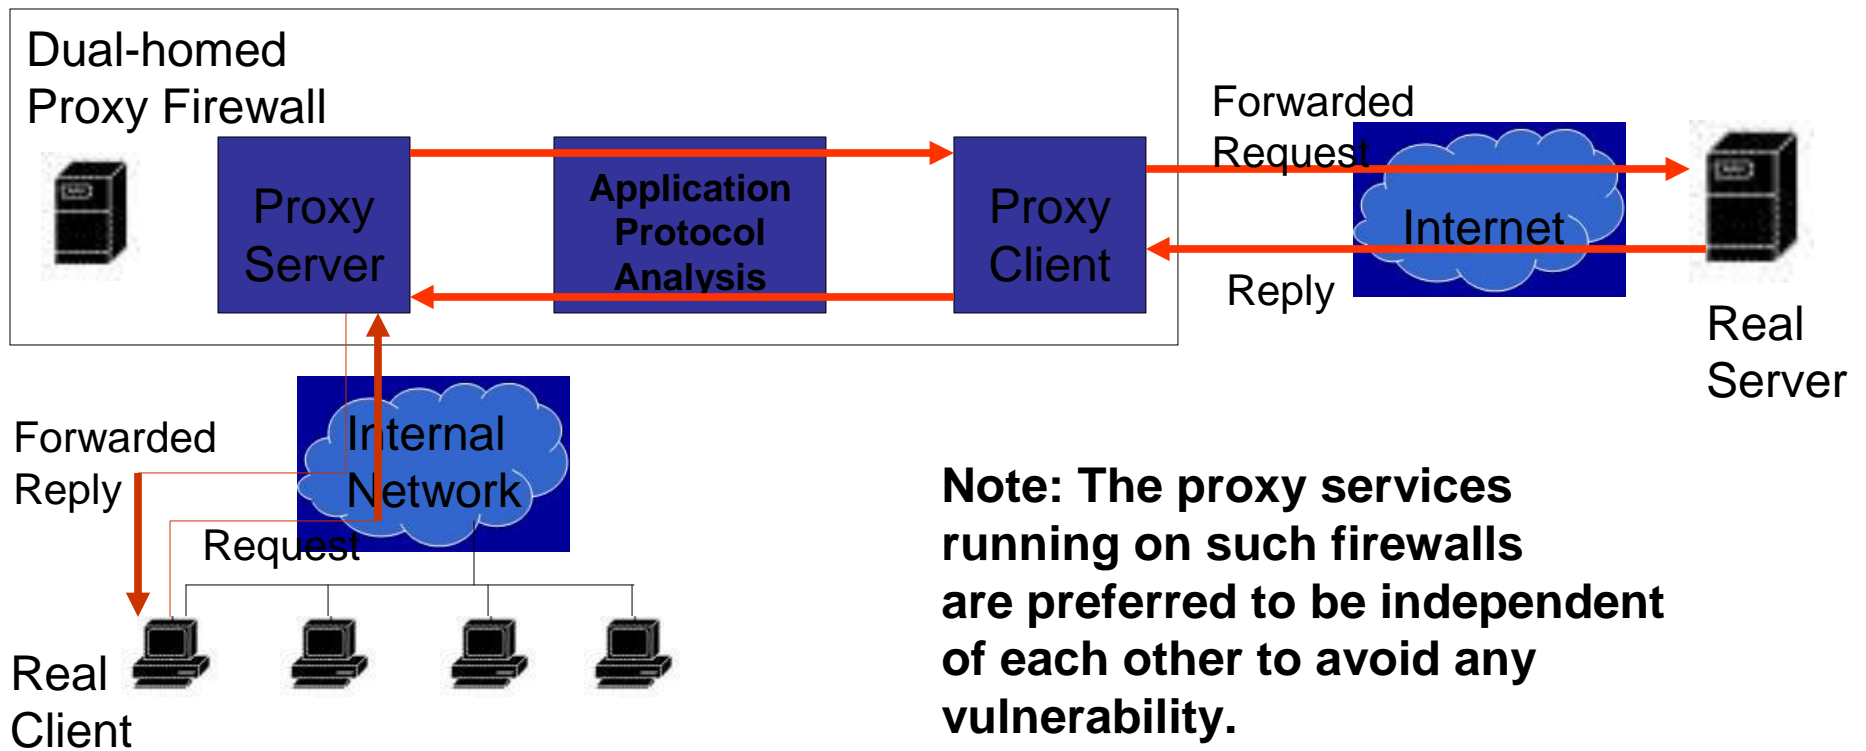 Dual-homed
Proxy Firewall
Proxy
Server
Application
Protocol
Analysis
Proxy
Client
Forwarded
Request
Internet
Reply
Real
Server
Forwarded
Reply
Internal
Network
Request
Real
Client
Note: The proxy services
running on such firewalls
are preferred to be independent
of each other to avoid any
vulnerability.